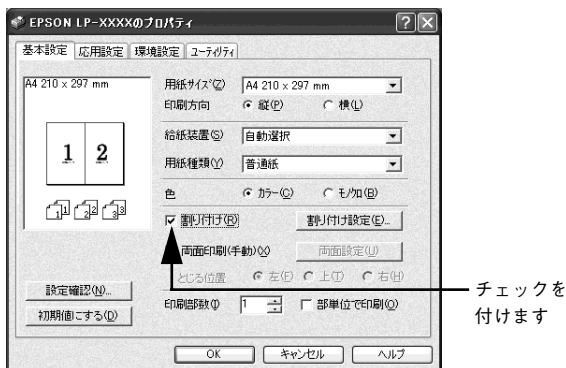 EPSON LP-XXXXのプロパティ
基本設定 応用設定 環境設定 ユーティリティ
A4 210 x 297 mm
1 2
1 1 2 2 3 3
設定確認(N)...
初期値にする(D)
用紙サイズ(Z) A4 210 x 297 mm
印刷方向 縦(P) 横(L)
給紙装置(S) 自動選択
用紙種類(Y) 普通紙
色 カラー(C) モノクロ(B)
割り付け(R) 割り付け設定(E)...
両面印刷(手動)(X) 両面設定(U)
とじる位置 左(F) 上(T) 右(H)
印刷部数(I) 1 部単位で印刷(O)
OK キャンセル ヘルプ
チェックを
付けます